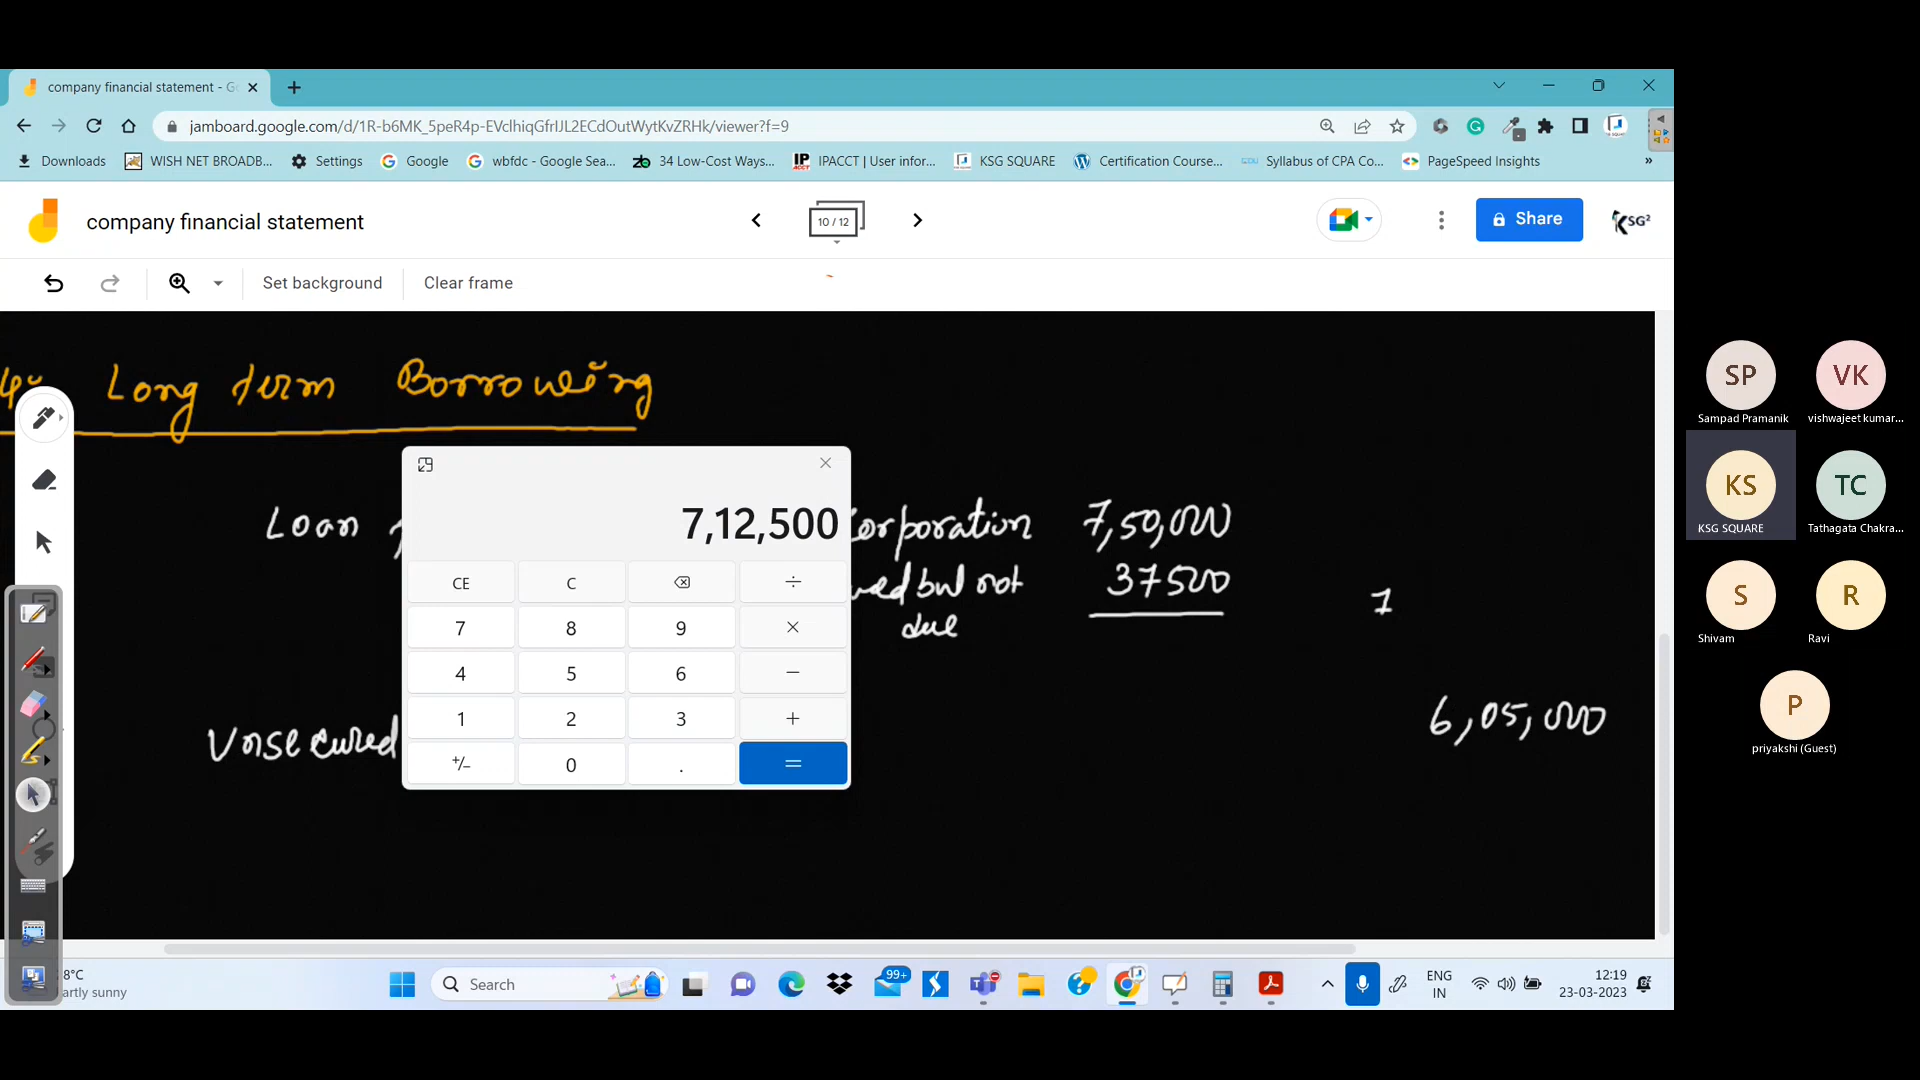 company financial statement - G
jamboard.google.com/d/1R-b6MK_5peR4p-EVclhiqGfrIJL2ECdOutWytKvZRHk/viewer?f=9
Downloads WISH NET BROADB... Settings Google wbfdc - Google Sea... 34 Low-Cost Ways... IPACCT | User infor... KSG SQUARE Certification Course... Syllabus of CPA Co... PageSpeed Insights »
company financial statement
10 / 12
Share
KSG²
Set background
Clear frame
Long term Borrowing
7,12,500
Loan
orporation 7,50,000
but not 37500
due
1
6,05,000
Unsecured
CE C ÷
7 8 9 ×
4 5 6 −
1 2 3 +
+/− 0 . =
SP VK
Sampad Pramanik vishwajeet kumar...
KS TC
KSG SQUARE Tathagata Chakra...
S R
Shivam Ravi
P
priyakshi (Guest)
8°C
artly sunny
Search
99+
ENG
IN
12:19
23-03-2023